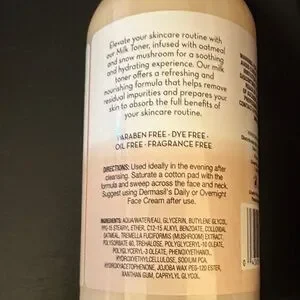 Elevate your skincare routine with
our Milk Toner, infused with oatmeal
and snow mushroom for a soothing
and hydrating experience. Our milk
toner offers a refreshing and
nourishing formula that helps remove
residual impurities and prepares your
skin to absorb the full benefits of
your skincare routine.
PARABEN FREE • DYE FREE •
OIL FREE • FRAGRANCE FREE
DIRECTIONS: Used ideally in the evening after
cleansing. Saturate a cotton pad with the
formula and sweep across the face and neck.
Suggest using Dermasil's Daily or Overnight
Face Cream after use.
INGREDIENTS: AQUA/WATER/EAU, GLYCERIN, BUTYLENE GLYCOL,
PPG-15 STEARYL ETHER, C12-15 ALKYL BENZOATE, COLLOIDAL
OATMEAL, TREMELLA FUCIFORMIS (MUSHROOM) EXTRACT,
POLYSORBATE 60, TREHALOSE, POLYGLYCERYL-10 OLEATE,
POLYGLYCERYL-3 OLEATE, PHENOXYETHANOL,
HYDROXYETHYLCELLULOSE, SODIUM PCA,
HYDROXYACETOPHENONE, JOJOBA WAX PEG-120 ESTER,
XANTHAN GUM, CAPRYLYL GLYCOL.